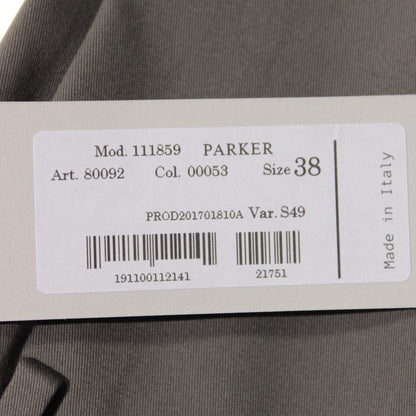 Mod. 111859 PARKER
Art. 80092 Col. 00053 Size 38
PROD201701810A Var. S49
191100112141 21751
Made in Italy